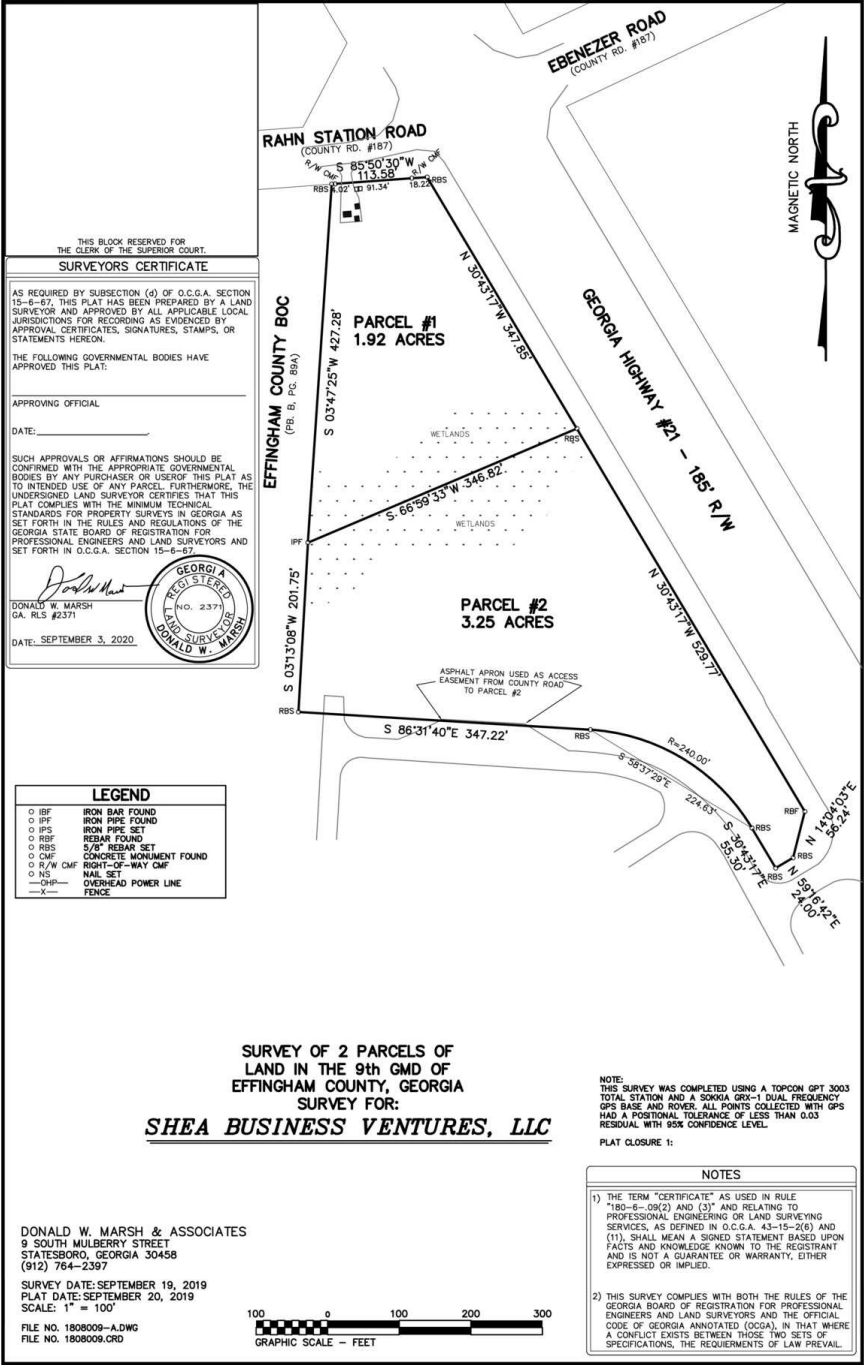 EBENEZER ROAD
(COUNTY RD. #187)
RAHN STATION ROAD
(COUNTY RD. #187)
R/W CMF
S 85°50'30"W
113.58'
R/W CMF
RBS
4.02'
91.34'
18.22'
RBS
MAGNETIC NORTH
THIS BLOCK RESERVED FOR
THE CLERK OF THE SUPERIOR COURT.
SURVEYORS CERTIFICATE
AS REQUIRED BY SUBSECTION (d) OF O.C.G.A. SECTION
15-6-67, THIS PLAT HAS BEEN PREPARED BY A LAND
SURVEYOR AND APPROVED BY ALL APPLICABLE LOCAL
JURISDICTIONS FOR RECORDING AS EVIDENCED BY
APPROVAL CERTIFICATES, SIGNATURES, STAMPS, OR
STATEMENTS HEREON.
THE FOLLOWING GOVERNMENTAL BODIES HAVE
APPROVED THIS PLAT:
APPROVING OFFICIAL
DATE:
SUCH APPROVALS OR AFFIRMATIONS SHOULD BE
CONFIRMED WITH THE APPROPRIATE GOVERNMENTAL
BODIES BY ANY PURCHASER OR USEROF THIS PLAT AS
TO INTENDED USE OF ANY PARCEL. FURTHERMORE, THE
UNDERSIGNED LAND SURVEYOR CERTIFIES THAT THIS
PLAT COMPLIES WITH THE MINIMUM TECHNICAL
STANDARDS FOR PROPERTY SURVEYS IN GEORGIA AS
SET FORTH IN THE RULES AND REGULATIONS OF THE
GEORGIA STATE BOARD OF REGISTRATION FOR
PROFESSIONAL ENGINEERS AND LAND SURVEYORS AND
SET FORTH IN O.C.G.A. SECTION 15-6-67.
GEORGIA
REGISTERED
NO. 2371
LAND SURVEYOR
DONALD W. MARSH
DONALD W. MARSH
GA. RLS #2371
DATE: SEPTEMBER 3, 2020
EFFINGHAM COUNTY BOC
(PB. B, PG. 89A)
S 03°47'25"W 427.28'
PARCEL #1
1.92 ACRES
N 30°43'17"W 347.85'
GEORGIA HIGHWAY #21 - 185' R/W
WETLANDS
RBS
S 66°59'33"W 346.82'
WETLANDS
IPF
S 03°13'08"W 201.75'
PARCEL #2
3.25 ACRES
N 30°43'17"W 529.77'
ASPHALT APRON USED AS ACCESS
EASEMENT FROM COUNTY ROAD
TO PARCEL #2
RBS
S 86°31'40"E 347.22'
RBS
R=240.00'
S 58°37'29"E
224.63'
RBF
N 14°04'03"E
56.24'
RBS
S 30°43'17"E
55.30'
RBS
RBS
N 59°16'42"E
24.00'
LEGEND
IBF IRON BAR FOUND
IPF IRON PIPE FOUND
IPS IRON PIPE SET
RBF REBAR FOUND
RBS 5/8" REBAR SET
CMF CONCRETE MONUMENT FOUND
R/W CMF RIGHT-OF-WAY CMF
NS NAIL SET
—OHP— OVERHEAD POWER LINE
—X— FENCE
SURVEY OF 2 PARCELS OF
LAND IN THE 9th GMD OF
EFFINGHAM COUNTY, GEORGIA
SURVEY FOR:
SHEA BUSINESS VENTURES, LLC
NOTE:
THIS SURVEY WAS COMPLETED USING A TOPCON GPT 3003
TOTAL STATION AND A SOKKIA GRX-1 DUAL FREQUENCY
GPS BASE AND ROVER. ALL POINTS COLLECTED WITH GPS
HAD A POSITIONAL TOLERANCE OF LESS THAN 0.03
RESIDUAL WITH 95% CONFIDENCE LEVEL.
PLAT CLOSURE 1:
NOTES
1) THE TERM "CERTIFICATE" AS USED IN RULE
"180-6-.09(2) AND (3)" AND RELATING TO
PROFESSIONAL ENGINEERING OR LAND SURVEYING
SERVICES, AS DEFINED IN O.C.G.A. 43-15-2(6) AND
(11), SHALL MEAN A SIGNED STATEMENT BASED UPON
FACTS AND KNOWLEDGE KNOWN TO THE REGISTRANT
AND IS NOT A GUARANTEE OR WARRANTY, EITHER
EXPRESSED OR IMPLIED.
2) THIS SURVEY COMPLIES WITH BOTH THE RULES OF THE
GEORGIA BOARD OF REGISTRATION FOR PROFESSIONAL
ENGINEERS AND LAND SURVEYORS AND THE OFFICIAL
CODE OF GEORGIA ANNOTATED (OCGA), IN THAT WHERE
A CONFLICT EXISTS BETWEEN THOSE TWO SETS OF
SPECIFICATIONS, THE REQUIERMENTS OF LAW PREVAIL.
DONALD W. MARSH & ASSOCIATES
9 SOUTH MULBERRY STREET
STATESBORO, GEORGIA 30458
(912) 764-2397
SURVEY DATE: SEPTEMBER 19, 2019
PLAT DATE: SEPTEMBER 20, 2019
SCALE: 1" = 100'
FILE NO. 1808009-A.DWG
FILE NO. 1808009.CRD
100 0 100 200 300
GRAPHIC SCALE - FEET